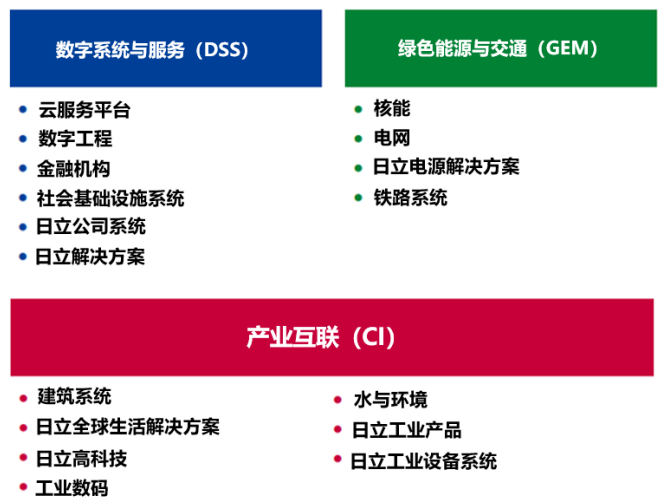 数字系统与服务（DSS）
云服务平台
数字工程
金融机构
社会基础设施系统
日立公司系统
日立解决方案
绿色能源与交通（GEM）
核能
电网
日立电源解决方案
铁路系统
产业互联（CI）
建筑系统
日立全球生活解决方案
日立高科技
工业数码
水与环境
日立工业产品
日立工业设备系统